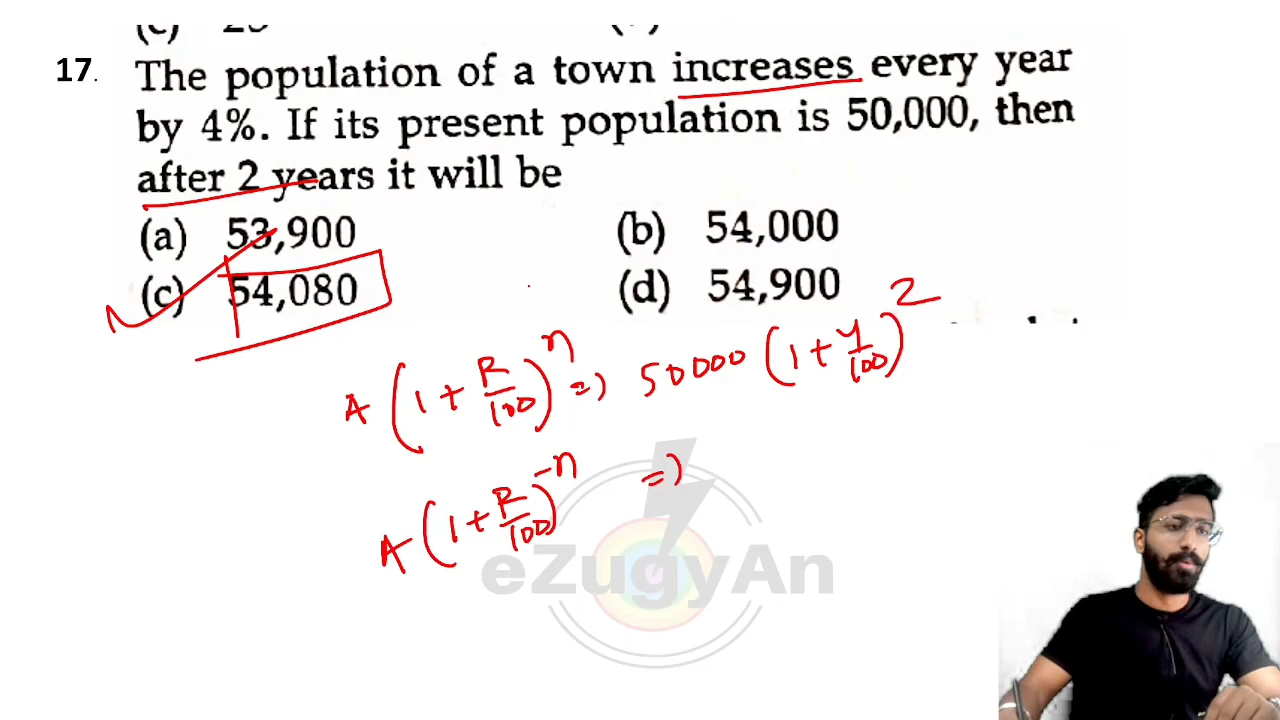 17. The population of a town increases every year
by 4%. If its present population is 50,000, then
after 2 years it will be
(a) 53,900 (b) 54,000
(c) 54,080 (d) 54,900
A (1 + R/100)^n => 50000 (1 + 4/100)^2
A (1 + R/100)^-n =>
eZugyAn